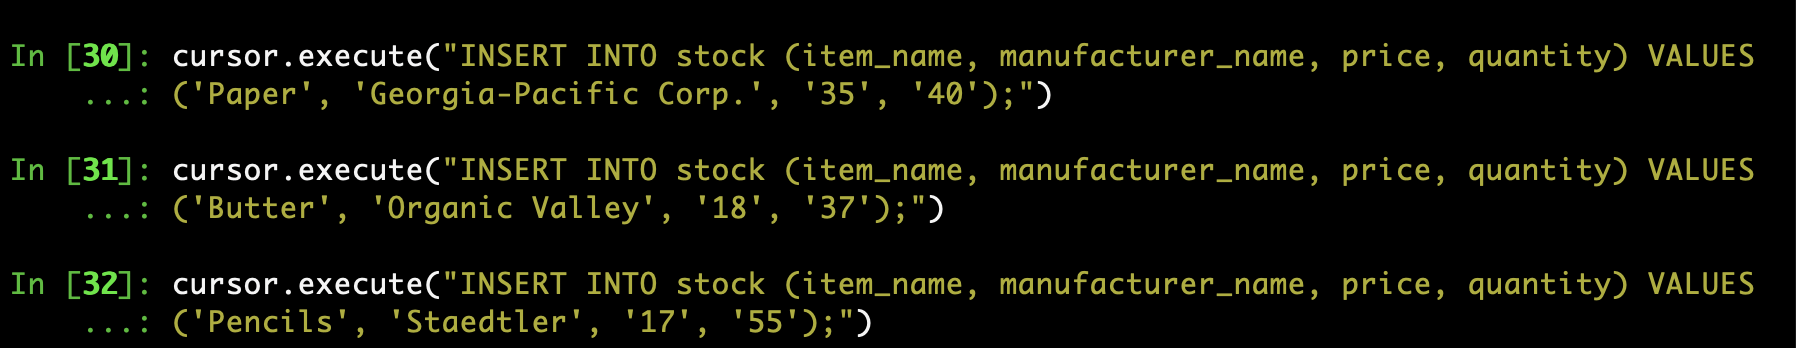 In [30]: cursor.execute("INSERT INTO stock (item_name, manufacturer_name, price, quantity) VALUES
...: ('Paper', 'Georgia-Pacific Corp.', '35', '40');")
In [31]: cursor.execute("INSERT INTO stock (item_name, manufacturer_name, price, quantity) VALUES
...: ('Butter', 'Organic Valley', '18', '37');")
In [32]: cursor.execute("INSERT INTO stock (item_name, manufacturer_name, price, quantity) VALUES
...: ('Pencils', 'Staedtler', '17', '55');")